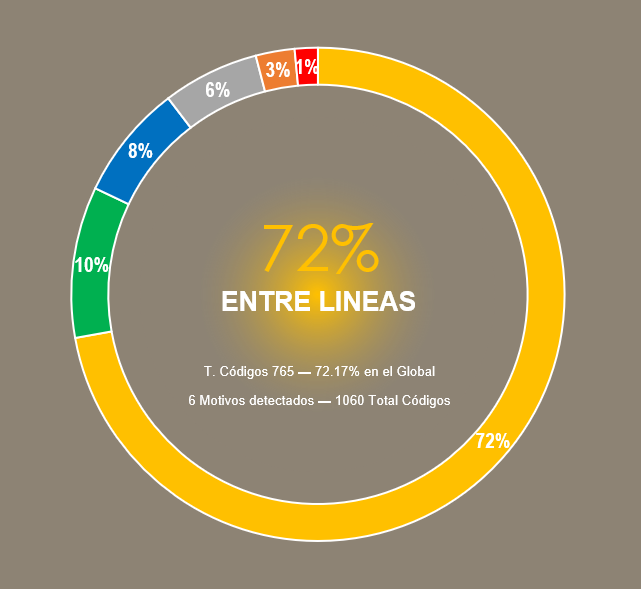 6%
3%
1%
8%
10%
72%
ENTRE LINEAS
T. Códigos 765 — 72.17% en el Global
6 Motivos detectados — 1060 Total Códigos
72%